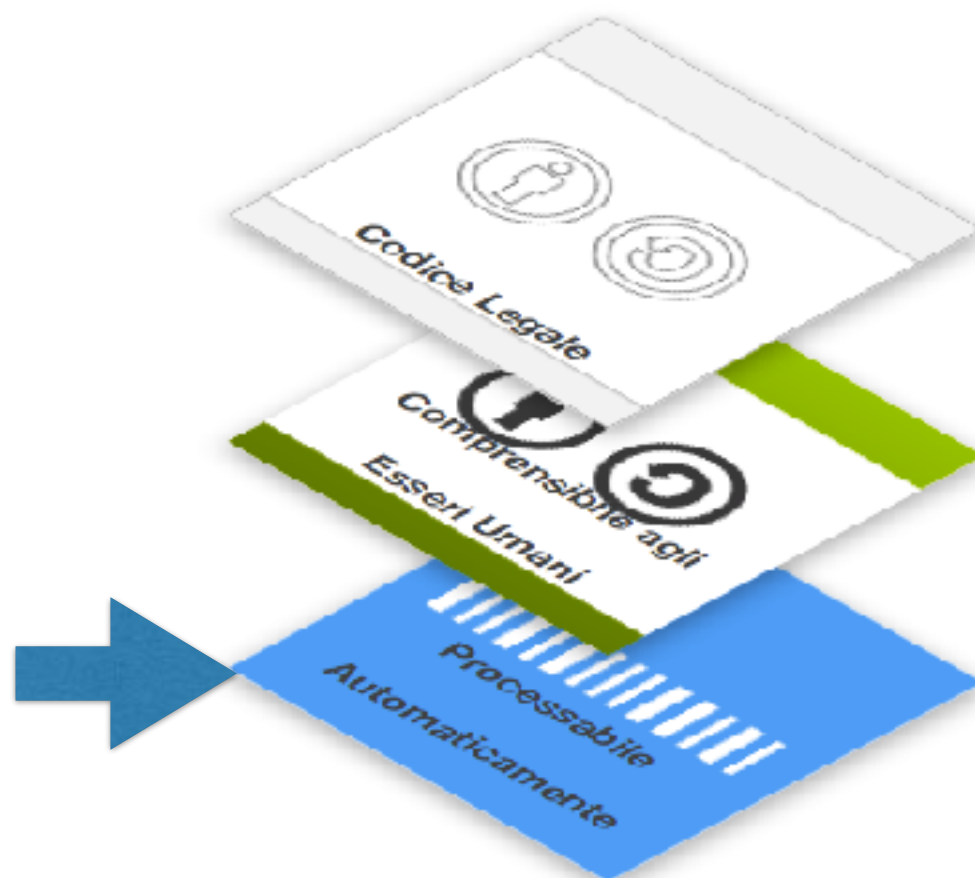 Codice Legale
Comprensibile agli
Esseri Umani
Processabile
Automaticamente